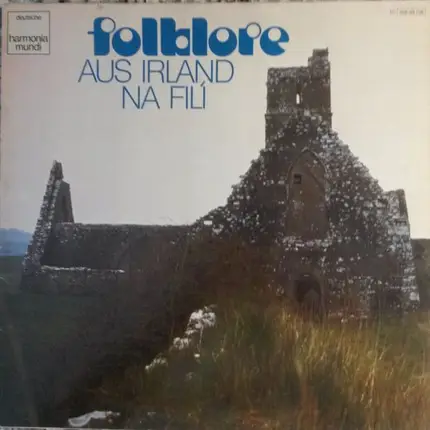 deutsche
harmonia
mundi
folklore
AUS IRLAND
NA FILÍ